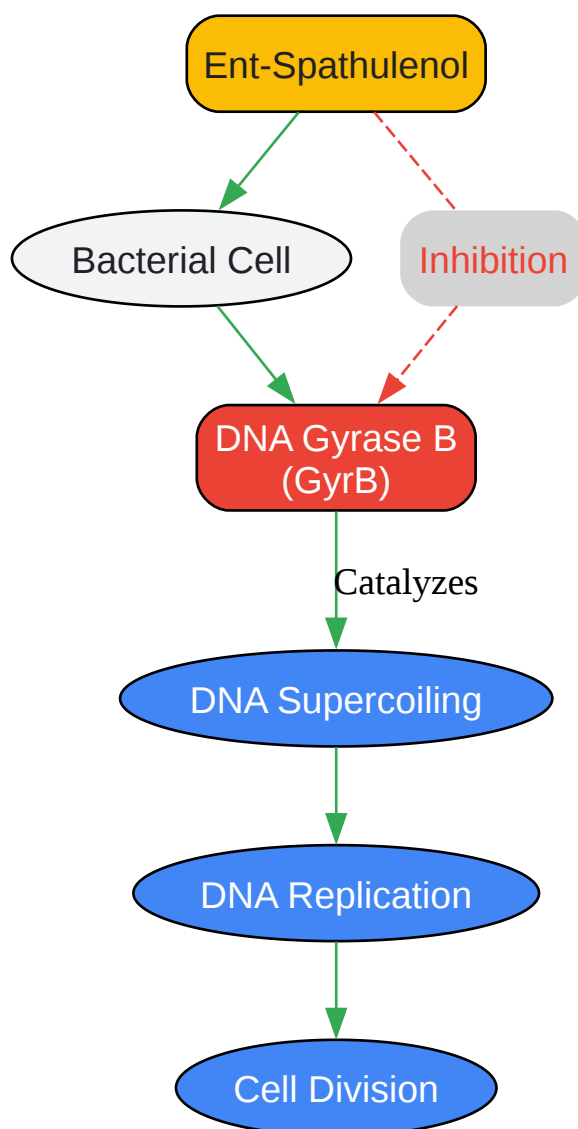 Ent-Spathulenol
Bacterial Cell
Inhibition
DNA Gyrase B
(GyrB)
Catalyzes
DNA Supercoiling
DNA Replication
Cell Division